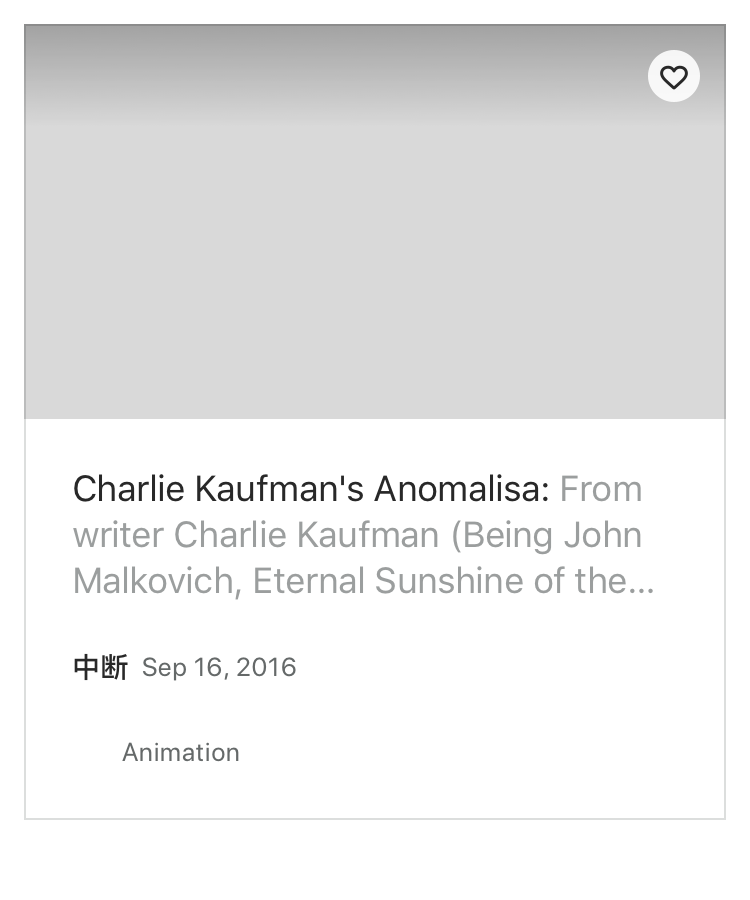 Charlie Kaufman's Anomalisa: From
writer Charlie Kaufman (Being John
Malkovich, Eternal Sunshine of the...
中断 Sep 16, 2016
Animation